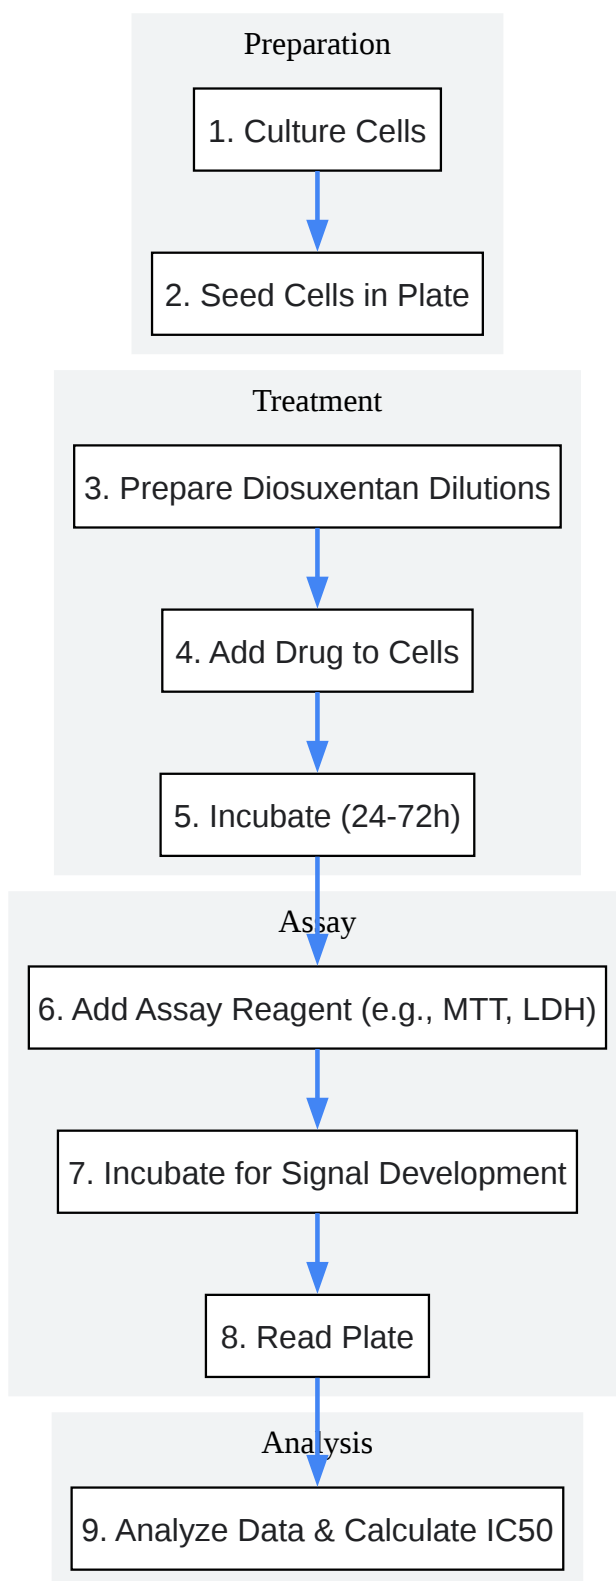 Preparation
1. Culture Cells
2. Seed Cells in Plate
Treatment
3. Prepare Diosuxentan Dilutions
4. Add Drug to Cells
5. Incubate (24-72h)
Assay
6. Add Assay Reagent (e.g., MTT, LDH)
7. Incubate for Signal Development
8. Read Plate
Analysis
9. Analyze Data & Calculate IC50